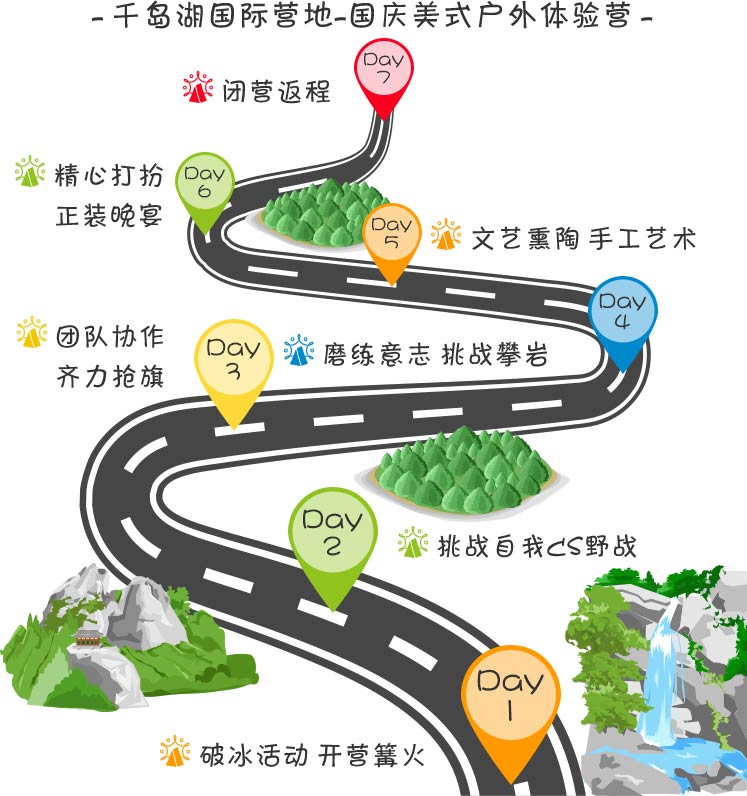 - 千岛湖国际营地-国庆美式户外体验营 -
Day
7
闭营返程
Day
6
精心打扮
正装晚宴
Day
5
文艺熏陶 手工艺术
Day
4
磨练意志 挑战攀岩
Day
3
团队协作
齐力抢旗
Day
2
挑战自我CS野战
Day
1
破冰活动 开营篝火